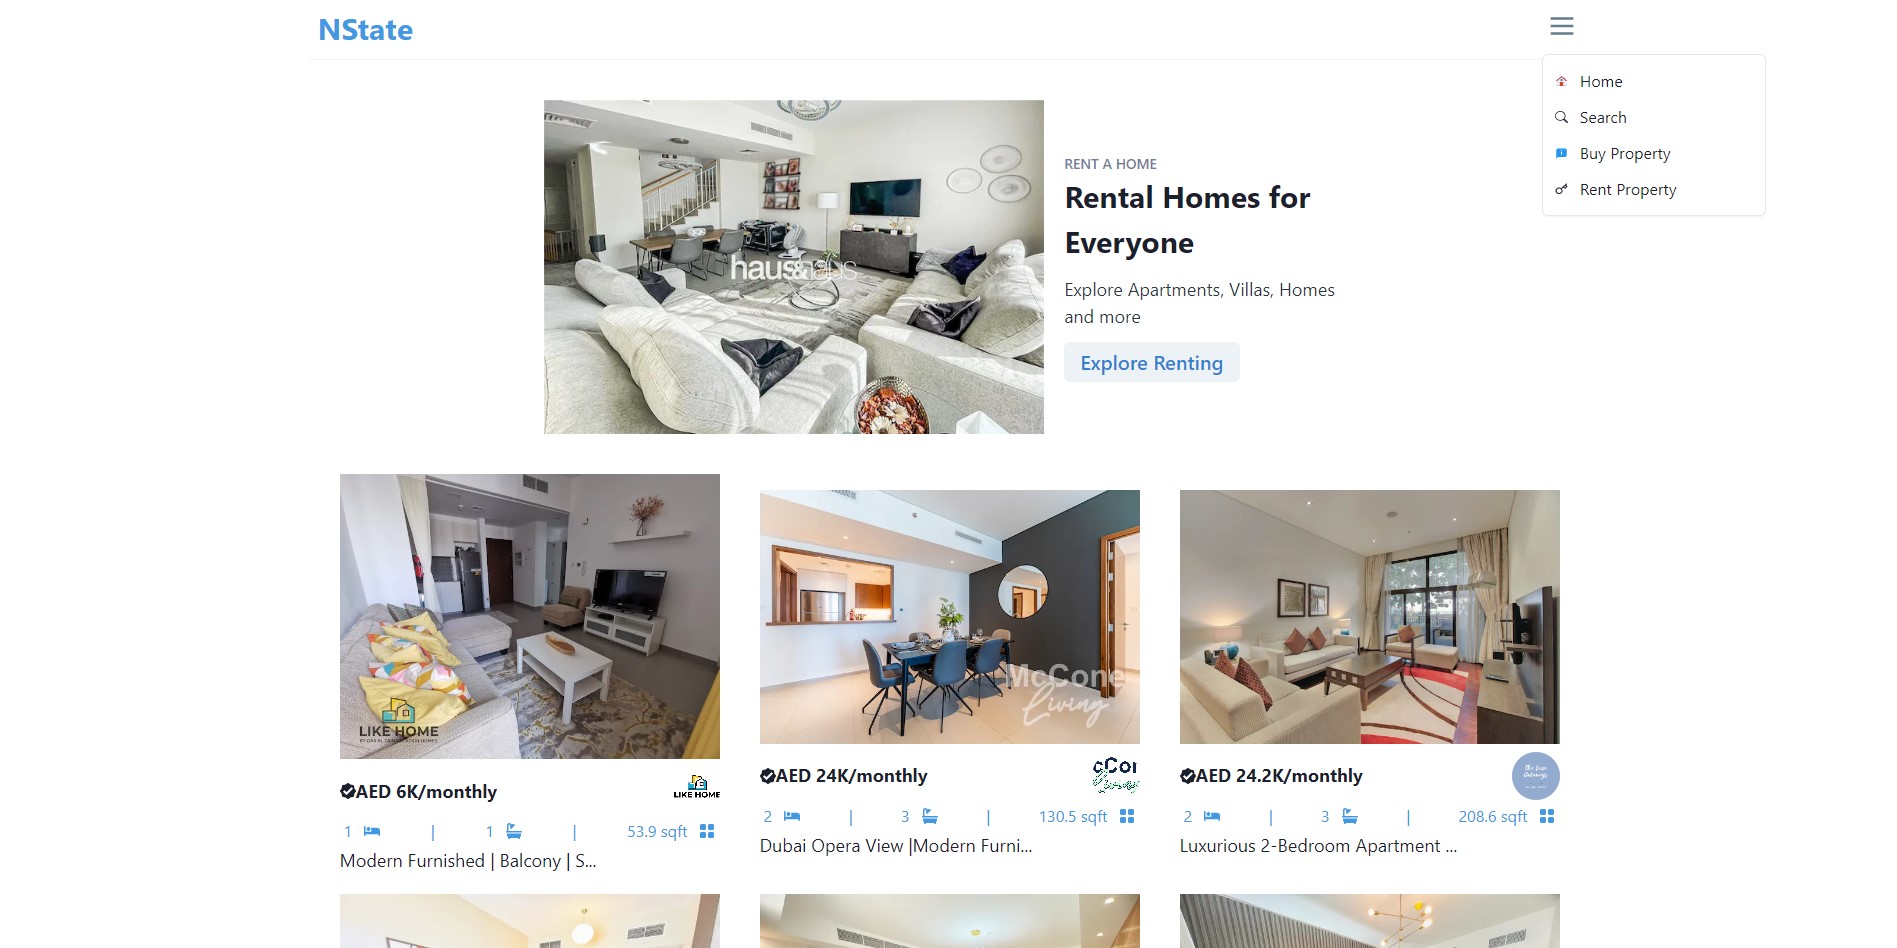 NState
Home
Search
Buy Property
Rent Property
haus&haus
RENT A HOME
Rental Homes for
Everyone
Explore Apartments, Villas, Homes
and more
Explore Renting
LIKE HOME
McCone
Living
AED 6K/monthly
LIKE HOME
1 | 1 | 53.9 sqft
Modern Furnished | Balcony | S...
AED 24K/monthly
cCor
2 | 3 | 130.5 sqft
Dubai Opera View |Modern Furni...
AED 24.2K/monthly
2 | 3 | 208.6 sqft
Luxurious 2-Bedroom Apartment ...